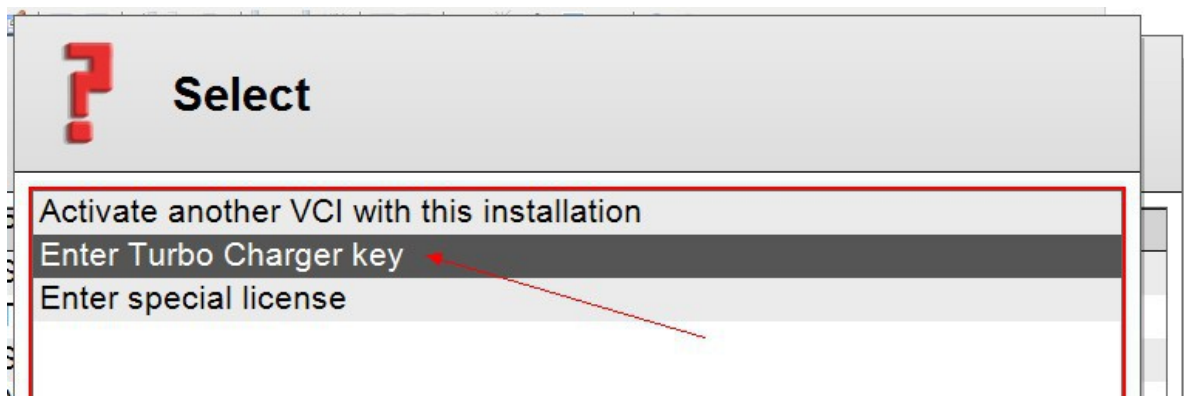 Select
Activate another VCI with this installation
Enter Turbo Charger key
Enter special license